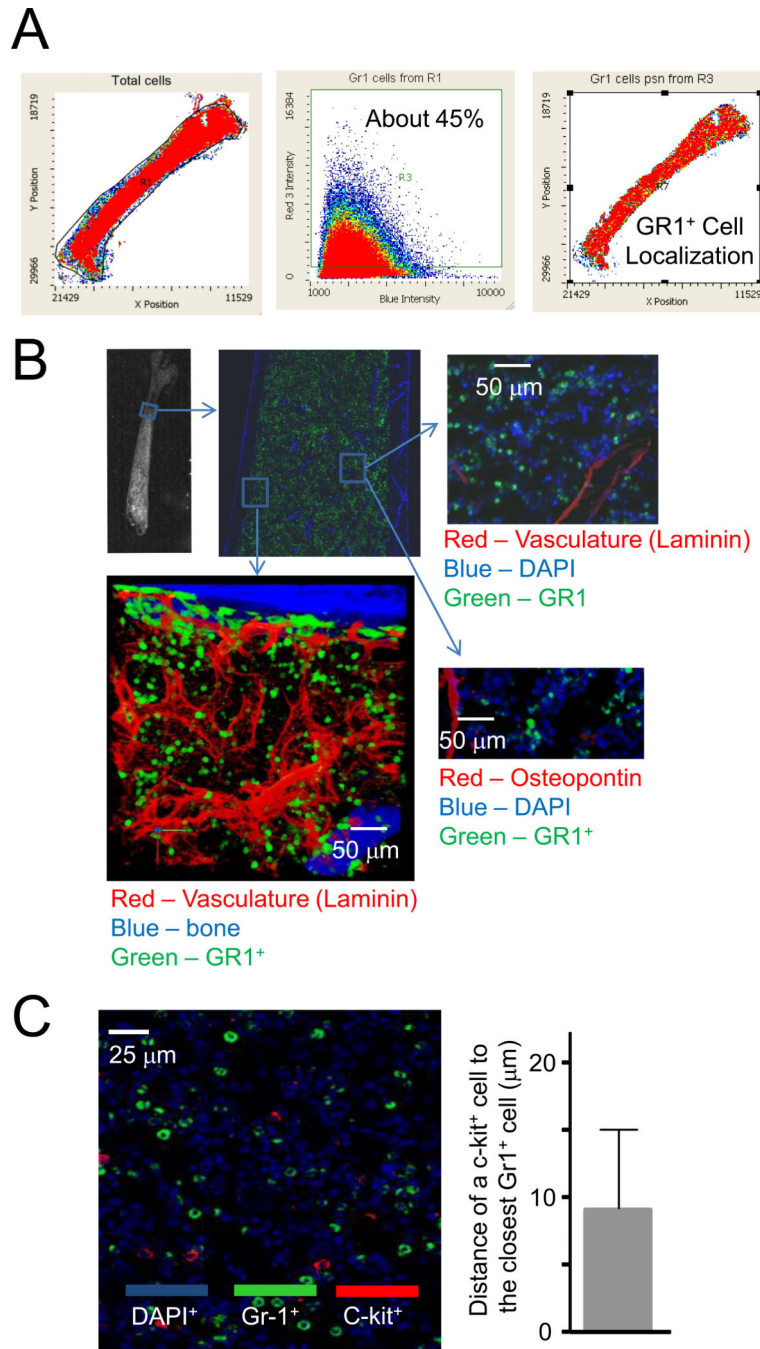 A
Total cells
18719
Y Position
29966
R1
21429
11529
X Position
Gr1 cells from R1
16384
Red 3 Intensity
0
About 45%
R3
1000
10000
Blue Intensity
Gr1 cells psn from R3
18719
Y Position
29966
R7
GR1+ Cell
Localization
21429
11529
X Position
B
50 μm
Red – Vasculature (Laminin)
Blue – DAPI
Green – GR1
50 μm
Red – Osteopontin
Blue – DAPI
Green – GR1+
50 μm
Red – Vasculature (Laminin)
Blue – bone
Green – GR1+
C
25 μm
DAPI+
Gr-1+
C-kit+
Distance of a c-kit+ cell to
the closest Gr1+ cell (μm)
20
10
0